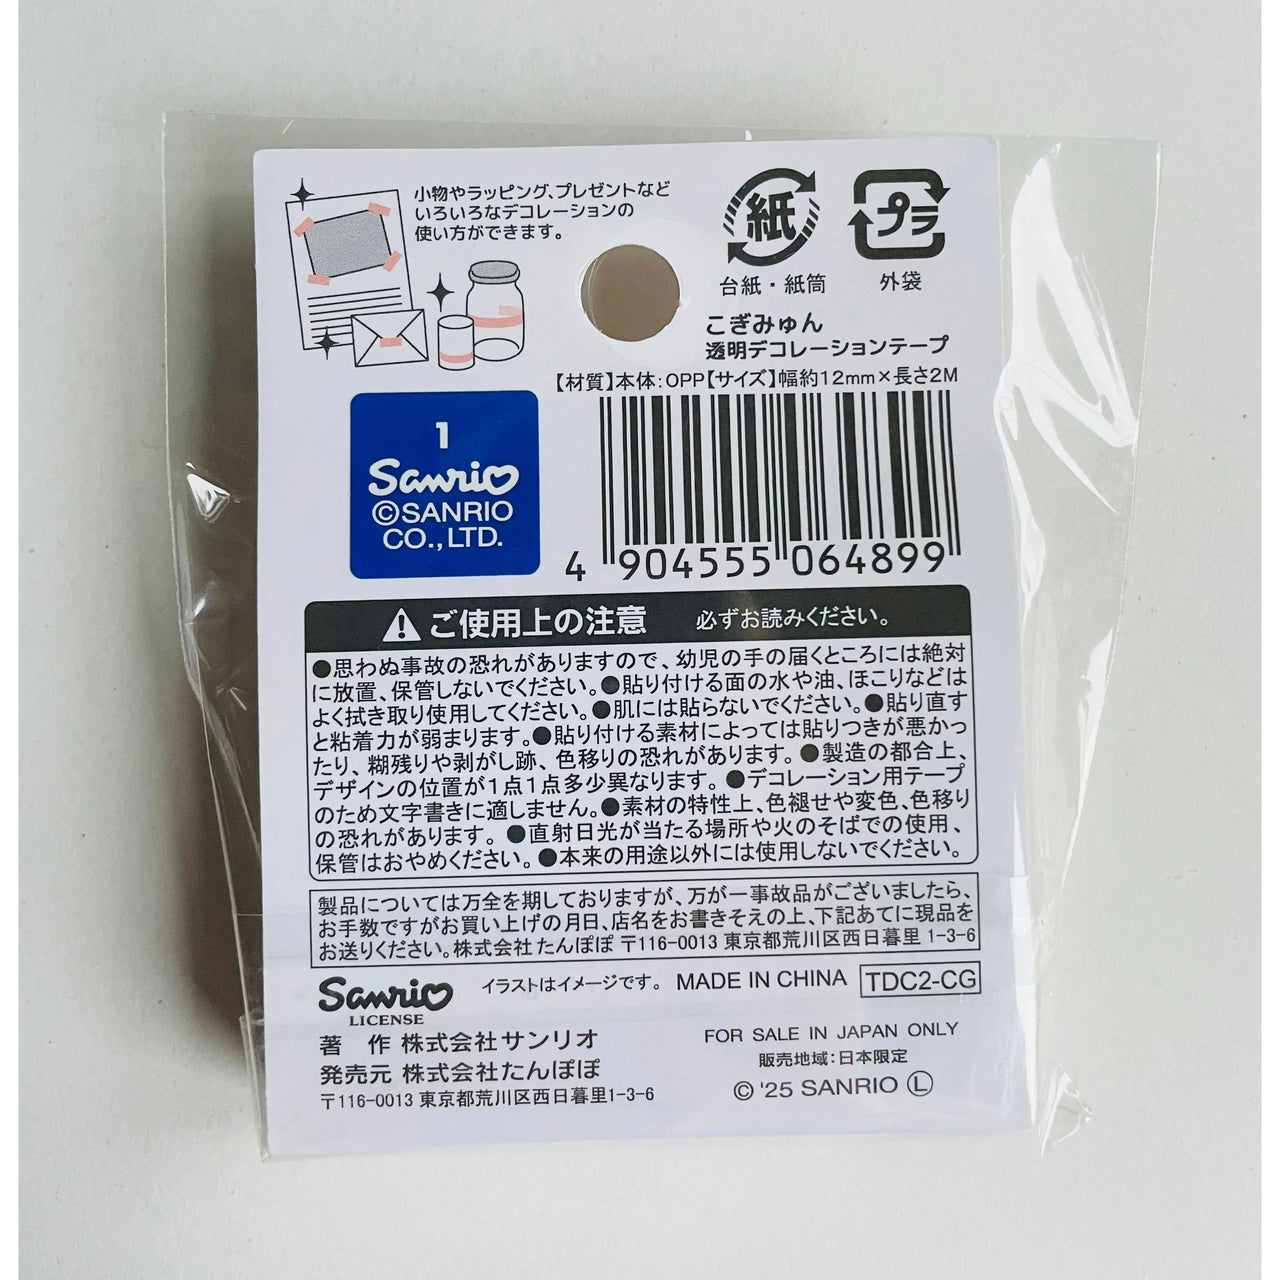 小物やラッピング、プレゼントなど
いろいろなデコレーションの
使い方ができます。
紙
台紙・紙筒
プラ
外袋
こぎみゅん
透明デコレーションテープ
【材質】本体：OPP【サイズ】幅約12mm×長さ2M
1
Sanrio
©SANRIO
CO.,LTD.
4 904555 064899
ご使用上の注意 必ずお読みください。
●思わぬ事故の恐れがありますので、幼児の手の届くところには絶対
に放置、保管しないでください。●貼り付ける面の水や油、ほこりなどは
よく拭き取り使用してください。●肌には貼らないでください。●貼り直す
と粘着力が弱まります。●貼り付ける素材によっては貼りつきが悪かっ
たり、糊残りや剥がし跡、色移りの恐れがあります。●製造の都合上、
デザインの位置が1点1点多少異なります。●デコレーション用テープ
のため文字書きに適しません。●素材の特性上、色褪せや変色、色移り
の恐れがあります。●直射日光が当たる場所や火のそばでの使用、
保管はおやめください。●本来の用途以外には使用しないでください。
製品については万全を期しておりますが、万が一事故品がございましたら、
お手数ですがお買い上げの月日、店名をお書きそえの上、下記あてに現品を
お送りください。株式会社たんぽぽ 〒116-0013 東京都荒川区西日暮里 1-3-6
Sanrio
LICENSE
イラストはイメージです。 MADE IN CHINA TDC2-CG
著　作 株式会社サンリオ
発売元 株式会社たんぽぽ
〒116-0013 東京都荒川区西日暮里1-3-6
FOR SALE IN JAPAN ONLY
販売地域：日本限定
© '25 SANRIO Ⓛ